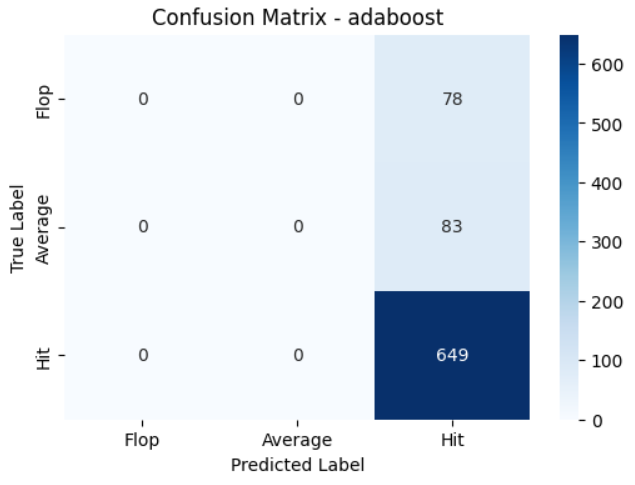 Confusion Matrix - adaboost
True Label
Flop
0 0 78
Average
0 0 83
Hit
0 0 649
Flop Average Hit
Predicted Label
600
500
400
300
200
100
0